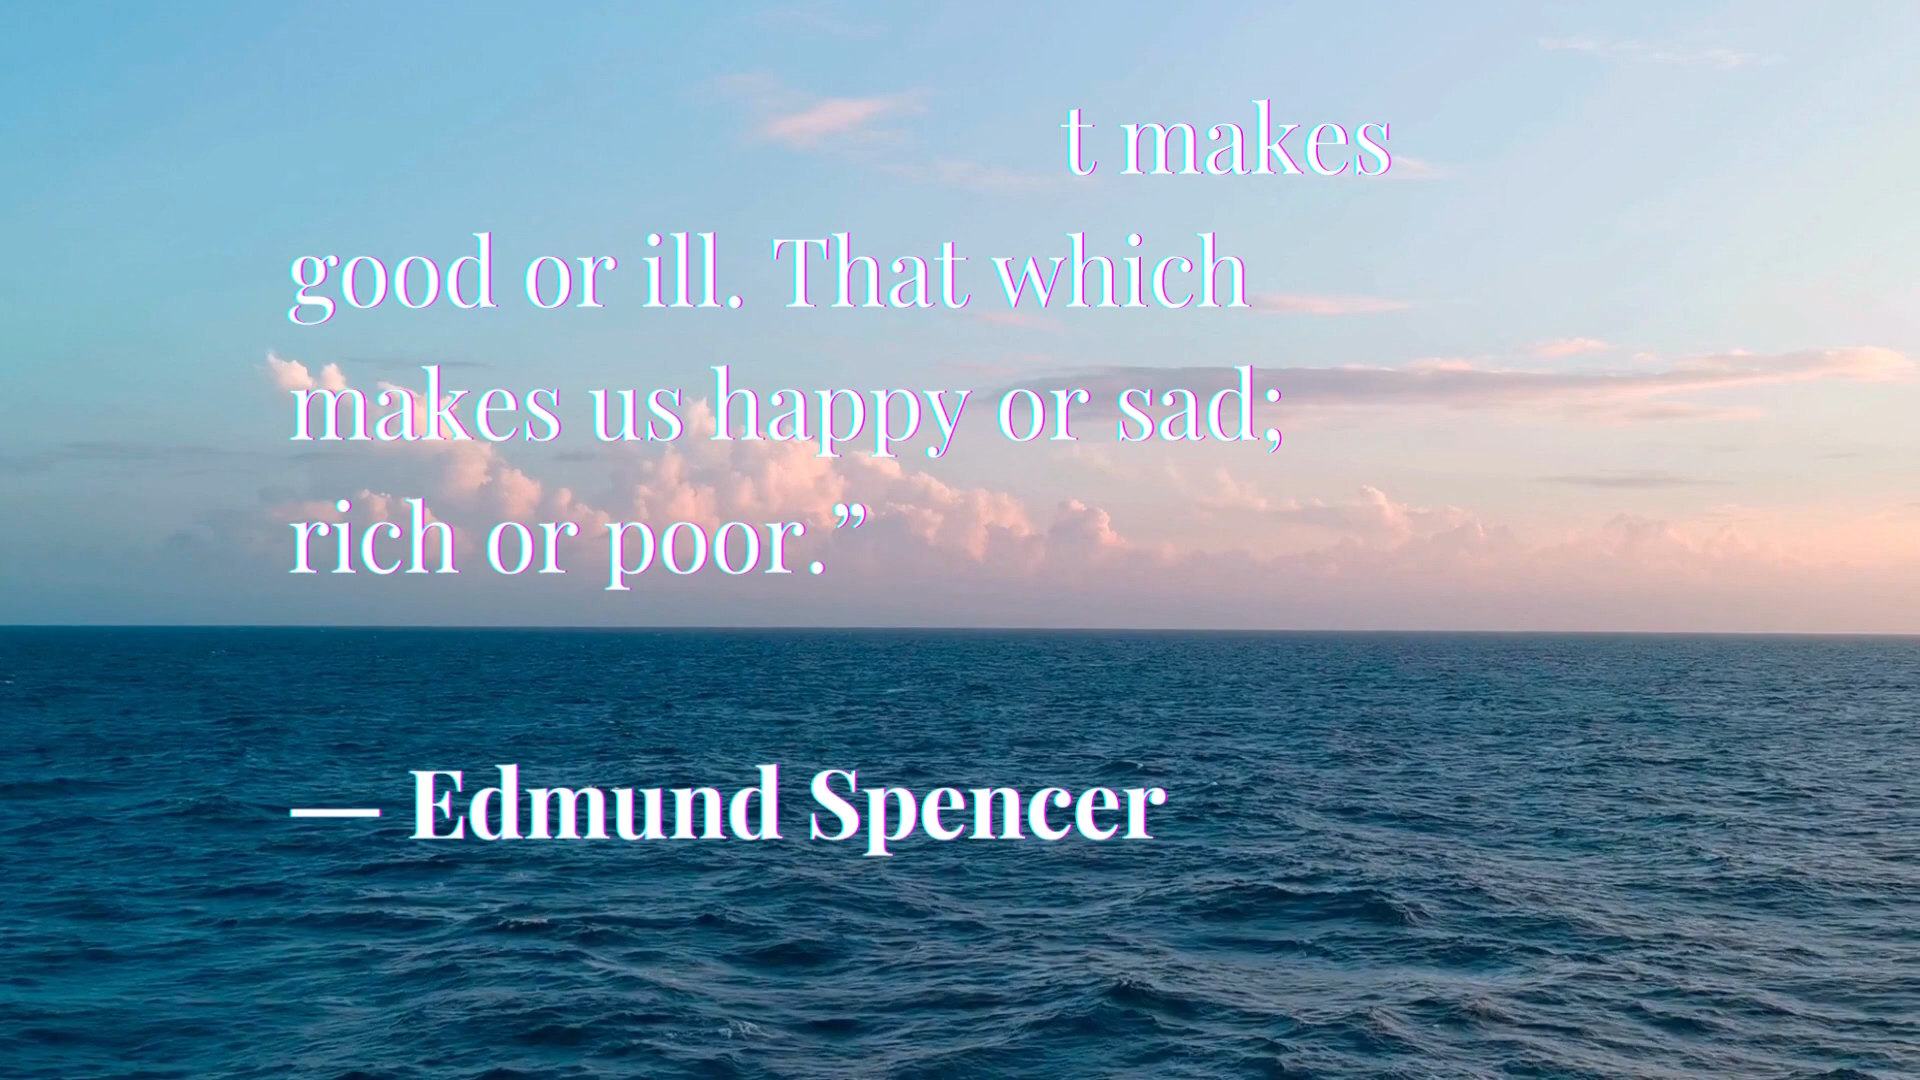 t makes
good or ill. That which
makes us happy or sad;
rich or poor.”
— Edmund Spencer